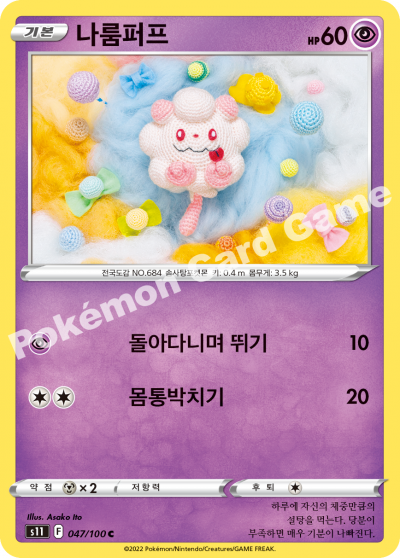 기본 나룸퍼프 HP 60
Pokémon Card Game
전국도감 NO.684 솜사탕포켓몬 키: 0.4 m 몸무게: 3.5 kg
돌아다니며 뛰기 10
몸통박치기 20
약점 ×2 저항력 후퇴
Illus. Asako Ito
s11 F 047/100 C
하루에 자신의 체중만큼의
설탕을 먹는다. 당분이
부족하면 매우 기분이 나빠진다.
©2022 Pokémon/Nintendo/Creatures/GAME FREAK.